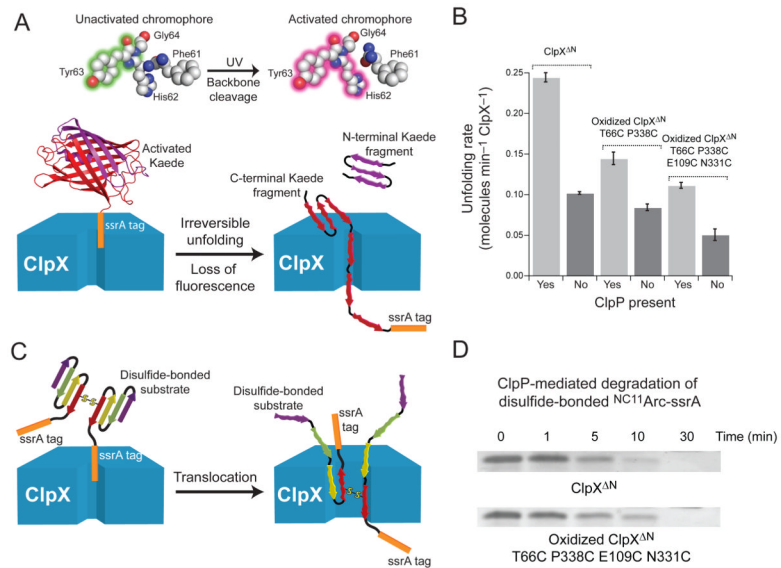 A
Unactivated chromophore
Gly64
Phe61
Tyr63
His62
UV
Backbone
cleavage
Activated chromophore
Gly64
Phe61
Tyr63
His62
Activated
Kaede
ssrA tag
ClpX
Irreversible
unfolding
Loss of
fluorescence
N-terminal Kaede
fragment
C-terminal Kaede
fragment
ClpX
ssrA tag
B
Unfolding rate
(molecules min⁻¹ ClpX⁻¹)
0.25
0.20
0.15
0.10
0.05
0.00
ClpX^ΔN
Oxidized ClpX^ΔN
T66C P338C
Oxidized ClpX^ΔN
T66C P338C
E109C N331C
Yes No Yes No Yes No
ClpP present
C
Disulfide-bonded
substrate
ssrA tag
ssrA tag
S-S
ClpX
Translocation
Disulfide-bonded
substrate
ssrA
tag
S-S
ClpX
ssrA tag
D
ClpP-mediated degradation of
disulfide-bonded ^NC11Arc-ssrA
0 1 5 10 30 Time (min)
ClpX^ΔN
Oxidized ClpX^ΔN
T66C P338C E109C N331C